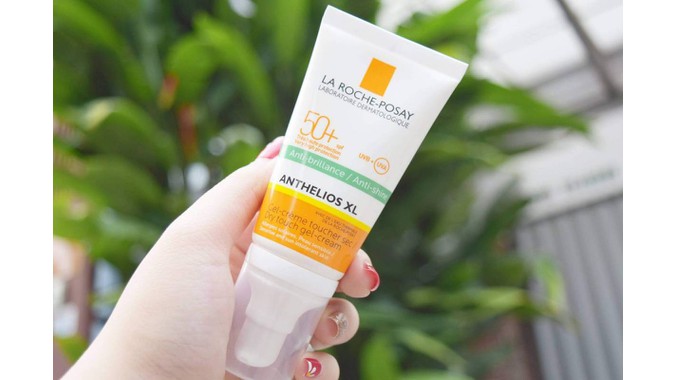 LA ROCHE-POSAY
LABORATOIRE DERMATOLOGIQUE
50+
UVB + UVA
Anti-brillance / Anti-shine
ANTHELIOS XL
Gel-crème toucher sec
Dry touch gel-cream